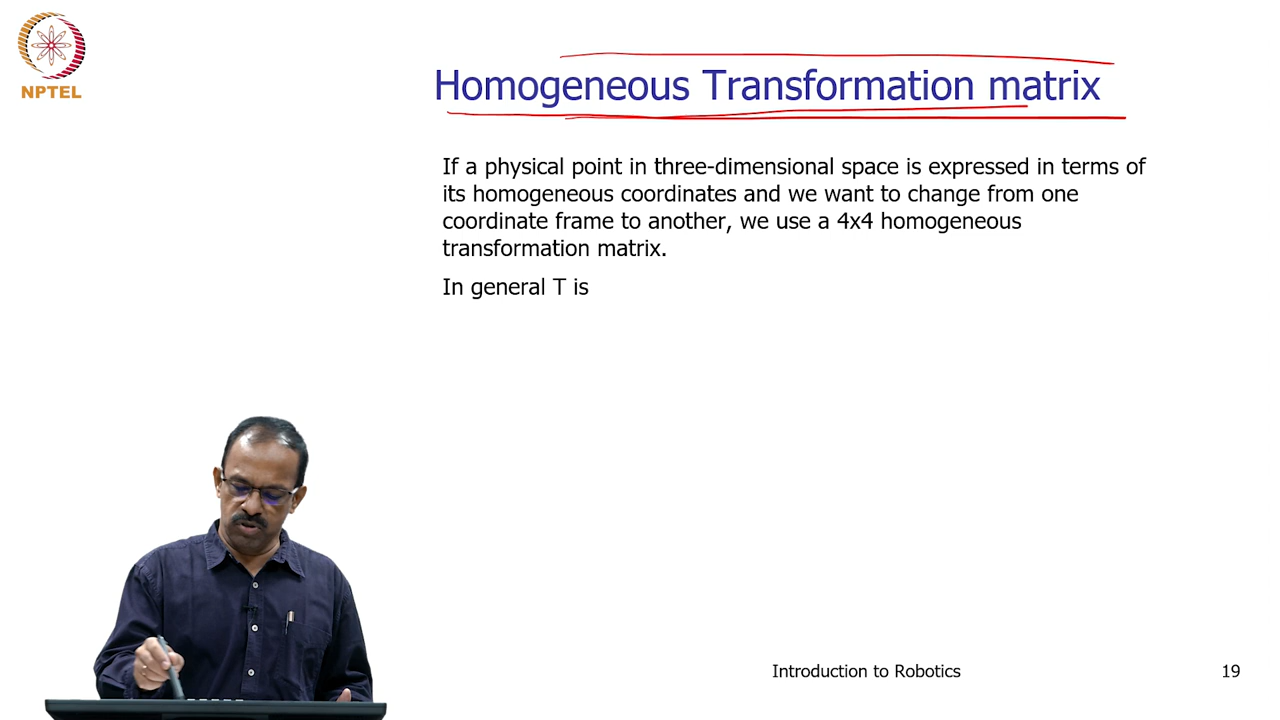 NPTEL
Homogeneous Transformation matrix
If a physical point in three-dimensional space is expressed in terms of
its homogeneous coordinates and we want to change from one
coordinate frame to another, we use a 4x4 homogeneous
transformation matrix.
In general T is
Introduction to Robotics
19